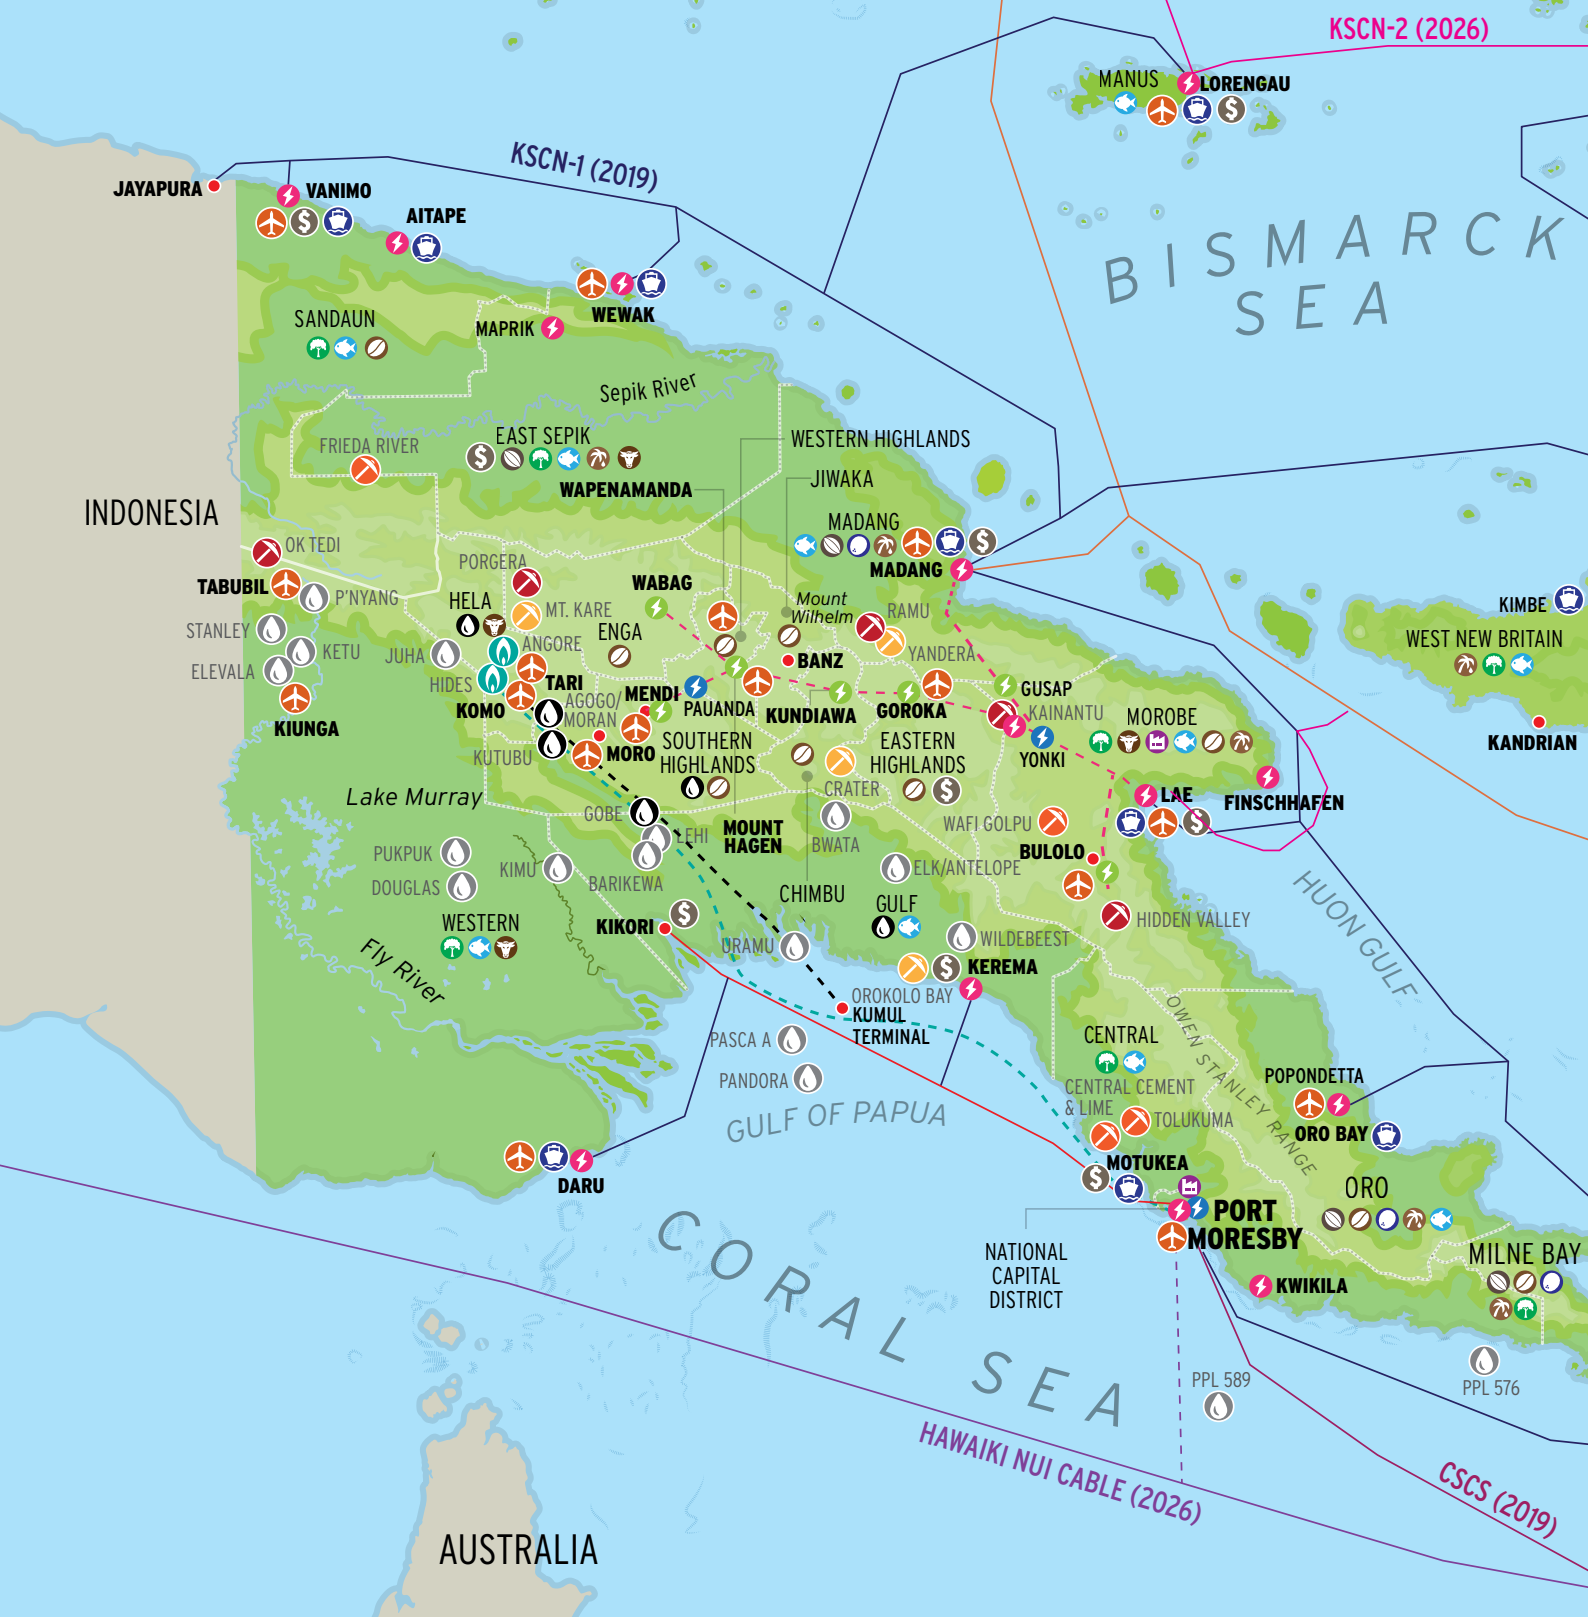 KSCN-2 (2026)
MANUS
LORENGAU
KSCN-1 (2019)
JAYAPURA
VANIMO
AITAPE
BISMARCK
SEA
WEWAK
SANDAUN
MAPRIK
Sepik River
FRIEDA RIVER
EAST SEPIK
WESTERN HIGHLANDS
WAPENAMANDA
JIWAKA
INDONESIA
MADANG
OK TEDI
PORGERA
MADANG
TABUBIL
P'NYANG
HELA
MT. KARE
WABAG
Mount
Wilhelm
RAMU
KIMBE
STANLEY
KETU
JUHA
ANGORE
ENGA
YANDERA
WEST NEW BRITAIN
ELEVALA
HIDES
TARI
BANZ
KOMO
AGOGO/
MORAN
MENDI
PAUANDA
KUNDIAWA
GOROKA
GUSAP
KAINANTU
MOROBE
KIUNGA
KUTUBU
MORO
SOUTHERN
HIGHLANDS
EASTERN
HIGHLANDS
YONKI
KANDRIAN
Lake Murray
GOBE
CRATER
LAE
FINSCHHAFEN
LEHI
MOUNT
HAGEN
BWATA
WAFI GOLPU
PUKPUK
KIMU
BARIKEWA
ELK/ANTELOPE
BULOLO
DOUGLAS
CHIMBU
GULF
HUON GULF
WESTERN
KIKORI
URAMU
WILDEBEEST
HIDDEN VALLEY
Fly River
KEREMA
OROKOLO BAY
KUMUL
TERMINAL
OWEN STANLEY RANGE
PASCA A
CENTRAL
PANDORA
CENTRAL CEMENT
& LIME
TOLUKUMA
POPONDETTA
GULF OF PAPUA
ORO BAY
DARU
MOTUKEA
ORO
PORT
MORESBY
CORAL SEA
NATIONAL
CAPITAL
DISTRICT
KWIKILA
MILNE BAY
PPL 589
PPL 576
HAWAIKI NUI CABLE (2026)
CSCS (2019)
AUSTRALIA